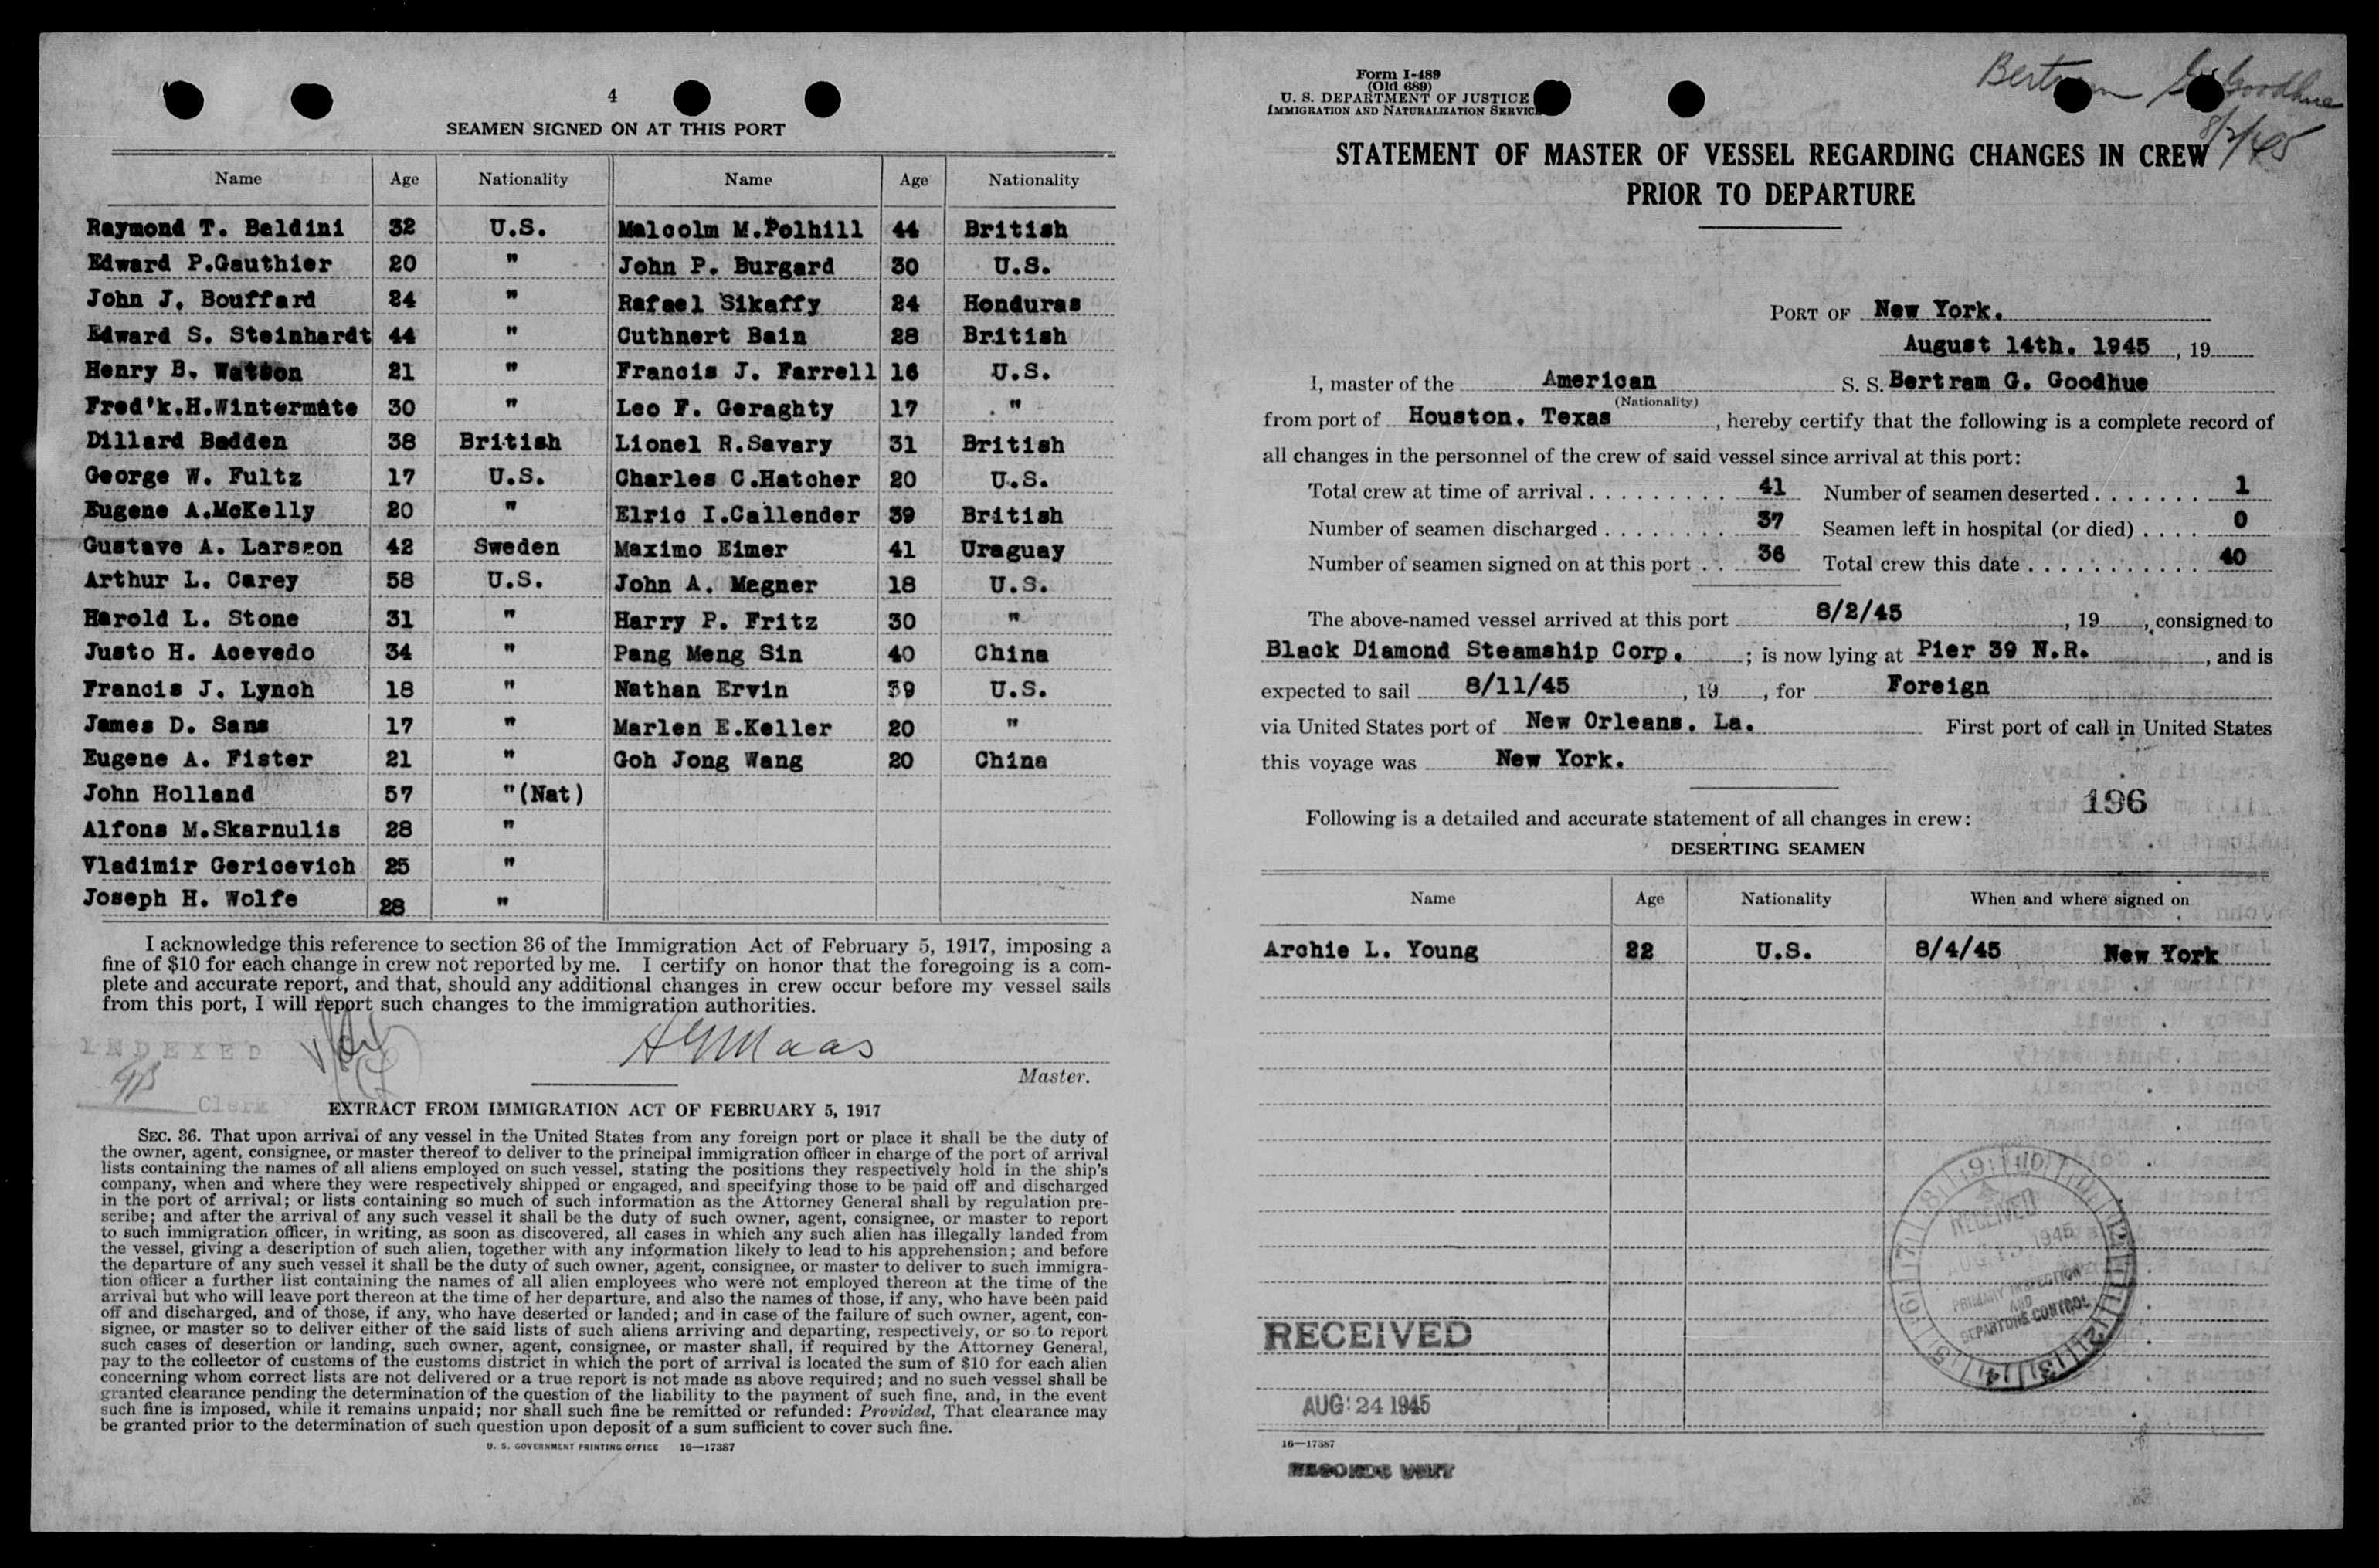 4
SEAMEN SIGNED ON AT THIS PORT
Name Age Nationality Name Age Nationality
Raymond T. Baldini 32 U.S. Malcolm M.Polhill 44 British
Edward P.Gauthier 20 " John P. Burgard 30 U.S.
John J. Bouffard 24 " Rafael Sikaffy 24 Honduras
Edward S. Steinhardt 44 " Cuthnert Bain 28 British
Henry B. Watson 21 " Francis J. Farrell 16 U.S.
Fred'k.H.Wintermute 30 " Leo F. Geraghty 17 . "
Dillard Badden 38 British Lionel R.Savary 31 British
George W. Fultz 17 U.S. Charles C.Hatcher 20 U.S.
Eugene A.McKelly 20 " Elric I.Callender 39 British
Gustave A. Larsson 42 Sweden Maximo Eimer 41 Uraguay
Arthur L. Carey 58 U.S. John A. Magner 18 U.S.
Harold L. Stone 31 " Harry P. Fritz 30 "
Justo H. Acevedo 34 " Pang Meng Sin 40 China
Francis J. Lynch 18 " Nathan Ervin 39 U.S.
James D. Sans 17 " Marlen E.Keller 20 "
Eugene A. Fister 21 " Goh Jong Wang 20 China
John Holland 57 "(Nat)
Alfons M.Skarnulis 28 "
Vladimir Gericevich 25 "
Joseph H. Wolfe 28 "
I acknowledge this reference to section 36 of the Immigration Act of February 5, 1917, imposing a
fine of $10 for each change in crew not reported by me. I certify on honor that the foregoing is a com-
plete and accurate report, and that, should any additional changes in crew occur before my vessel sails
from this port, I will report such changes to the immigration authorities.
INDEXED
Maas
Master.
Clerk
EXTRACT FROM IMMIGRATION ACT OF FEBRUARY 5, 1917
SEC. 36. That upon arrival of any vessel in the United States from any foreign port or place it shall be the duty of
the owner, agent, consignee, or master thereof to deliver to the principal immigration officer in charge of the port of arrival
lists containing the names of all aliens employed on such vessel, stating the positions they respectively hold in the ship's
company, when and where they were respectively shipped or engaged, and specifying those to be paid off and discharged
in the port of arrival; or lists containing so much of such information as the Attorney General shall by regulation pre-
scribe; and after the arrival of any such vessel it shall be the duty of such owner, agent, consignee, or master to report
to such immigration officer, in writing, as soon as discovered, all cases in which any such alien has illegally landed from
the vessel, giving a description of such alien, together with any information likely to lead to his apprehension; and before
the departure of any such vessel it shall be the duty of such owner, agent, consignee, or master to deliver to such immigra-
tion officer a further list containing the names of all alien employees who were not employed thereon at the time of the
arrival but who will leave port thereon at the time of her departure, and also the names of those, if any, who have been paid
off and discharged, and of those, if any, who have deserted or landed; and in case of the failure of such owner, agent, con-
signee, or master so to deliver either of the said lists of such aliens arriving and departing, respectively, or so to report
such cases of desertion or landing, such owner, agent, consignee, or master shall, if required by the Attorney General,
pay to the collector of customs of the customs district in which the port of arrival is located the sum of $10 for each alien
concerning whom correct lists are not delivered or a true report is not made as above required; and no such vessel shall be
granted clearance pending the determination of the question of the liability to the payment of such fine, and, in the event
such fine is imposed, while it remains unpaid; nor shall such fine be remitted or refunded: Provided, That clearance may
be granted prior to the determination of such question upon deposit of a sum sufficient to cover such fine.
U. S. GOVERNMENT PRINTING OFFICE 16—17387
Form I-489
(Old 689)
U. S. DEPARTMENT OF JUSTICE
IMMIGRATION AND NATURALIZATION SERVICE
Bertram G. Goodhue
8/2/45
STATEMENT OF MASTER OF VESSEL REGARDING CHANGES IN CREW
PRIOR TO DEPARTURE
PORT OF New York.
August 14th. 1945, 19
I, master of the American S. S. Bertram G. Goodhue
(Nationality)
from port of Houston. Texas, hereby certify that the following is a complete record of
all changes in the personnel of the crew of said vessel since arrival at this port:
Total crew at time of arrival 41 Number of seamen deserted 1
Number of seamen discharged 37 Seamen left in hospital (or died) 0
Number of seamen signed on at this port 36 Total crew this date 40
The above-named vessel arrived at this port 8/2/45, 19, consigned to
Black Diamond Steamship Corp. ; is now lying at Pier 39 N.R., and is
expected to sail 8/11/45, 19, for Foreign
via United States port of New Orleans. La. First port of call in United States
this voyage was New York.
196
Following is a detailed and accurate statement of all changes in crew:
DESERTING SEAMEN
Name Age Nationality When and where signed on
Archie L. Young 22 U.S. 8/4/45 New York
RECEIVED
AUG 1945
PRIMARY INSPECTION
AND
DEPARTURE CONTROL
RECEIVED
AUG 24 1945
16—17387
RECORDS UNIT